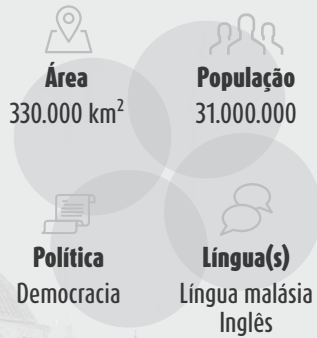 Área
330.000 km²
População
31.000.000
Política
Democracia
Língua(s)
Língua malásia
Inglês